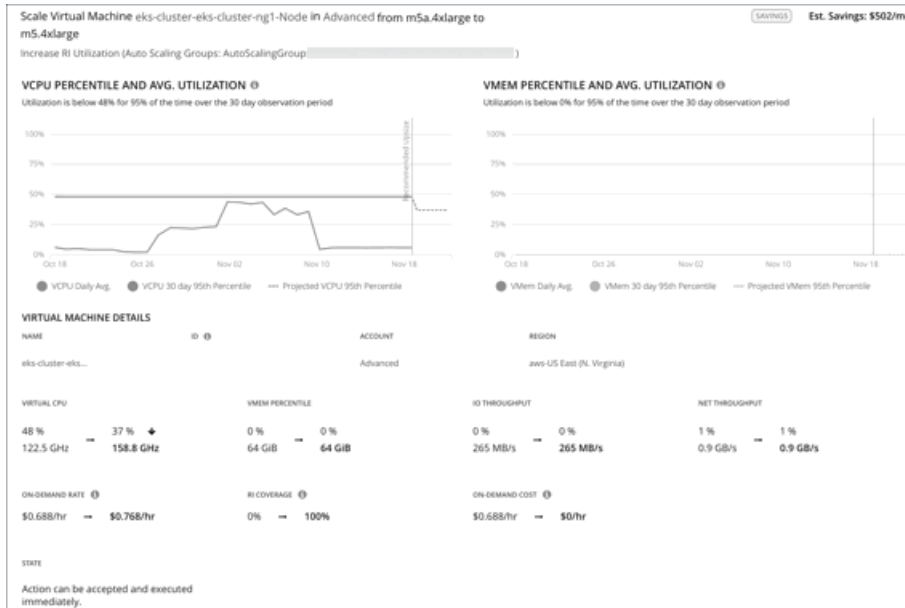 Scale Virtual Machine eks-cluster-eks-cluster-ng1-Node in Advanced from m5a.4xlarge to
m5.4xlarge
SAVINGS
Est. Savings: $502/m
Increase RI Utilization (Auto Scaling Groups: AutoScalingGroup )
VCPU PERCENTILE AND AVG. UTILIZATION
Utilization is below 48% for 95% of the time over the 30 day observation period
100%
75%
50%
25%
0%
Recommended Update
Oct 18 Oct 26 Nov 02 Nov 10 Nov 18
VCPU Daily Avg. VCPU 30 day 95th Percentile Projected VCPU 95th Percentile
VMEM PERCENTILE AND AVG. UTILIZATION
Utilization is below 0% for 95% of the time over the 30 day observation period
100%
75%
50%
25%
0%
Oct 18 Oct 26 Nov 02 Nov 10 Nov 18
VMem Daily Avg. VMem 30 day 95th Percentile Projected VMem 95th Percentile
VIRTUAL MACHINE DETAILS
NAME ID ACCOUNT REGION
eks-cluster-eks... Advanced aws-US East (N. Virginia)
VIRTUAL CPU VMEM PERCENTILE IO THROUGHPUT NET THROUGHPUT
48 % → 37 % 0 % → 0 % 0 % → 0 % 1 % → 1 %
122.5 GHz 158.8 GHz 64 GiB 64 GiB 265 MB/s 265 MB/s 0.9 GB/s 0.9 GB/s
ON-DEMAND RATE RI COVERAGE ON-DEMAND COST
$0.688/hr → $0.768/hr 0% → 100% $0.688/hr → $0/hr
STATE
Action can be accepted and executed
immediately.